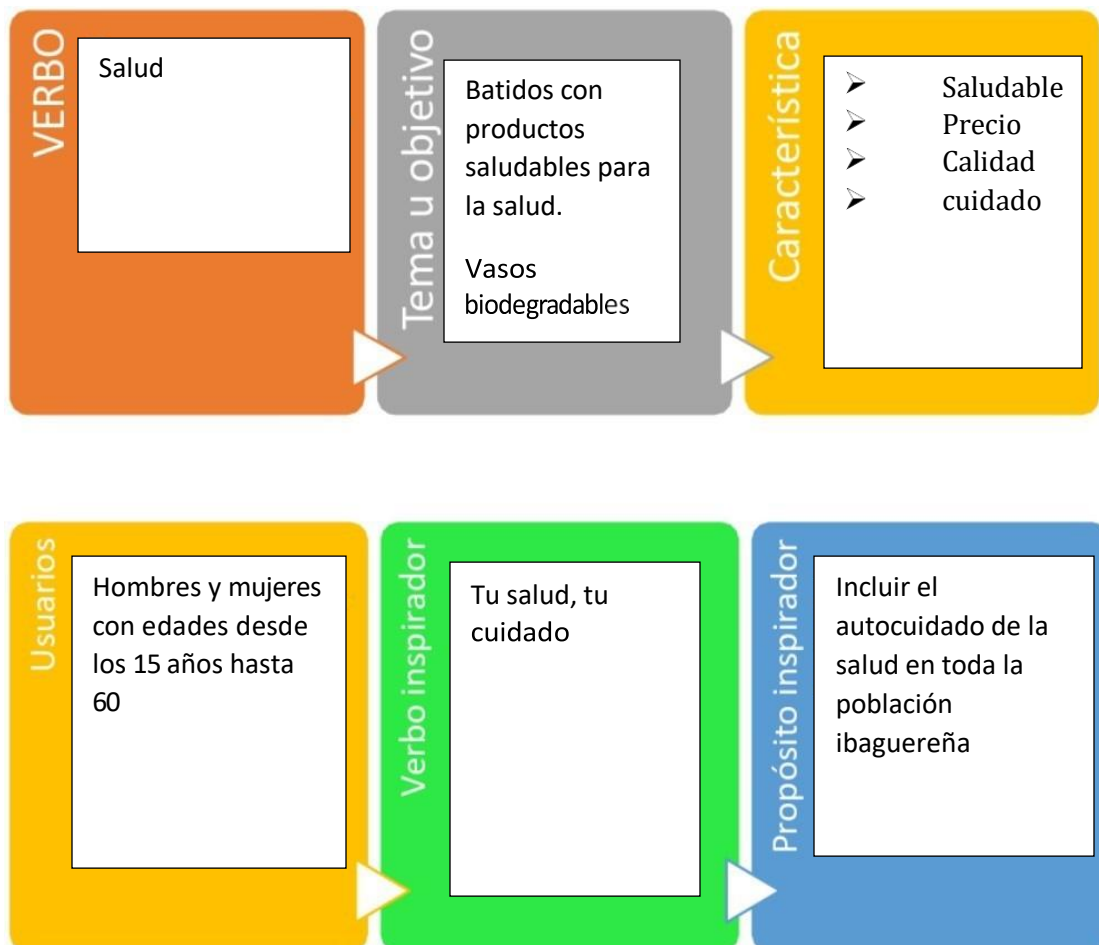 VERBO
Salud
Tema u objetivo
Batidos con
productos
saludables para
la salud.
Vasos
biodegradables
Característica
➢ Saludable
➢ Precio
➢ Calidad
➢ cuidado
Usuarios
Hombres y mujeres
con edades desde
los 15 años hasta
60
Verbo inspirador
Tu salud, tu
cuidado
Propósito inspirador
Incluir el
autocuidado de la
salud en toda la
población
ibaguereña